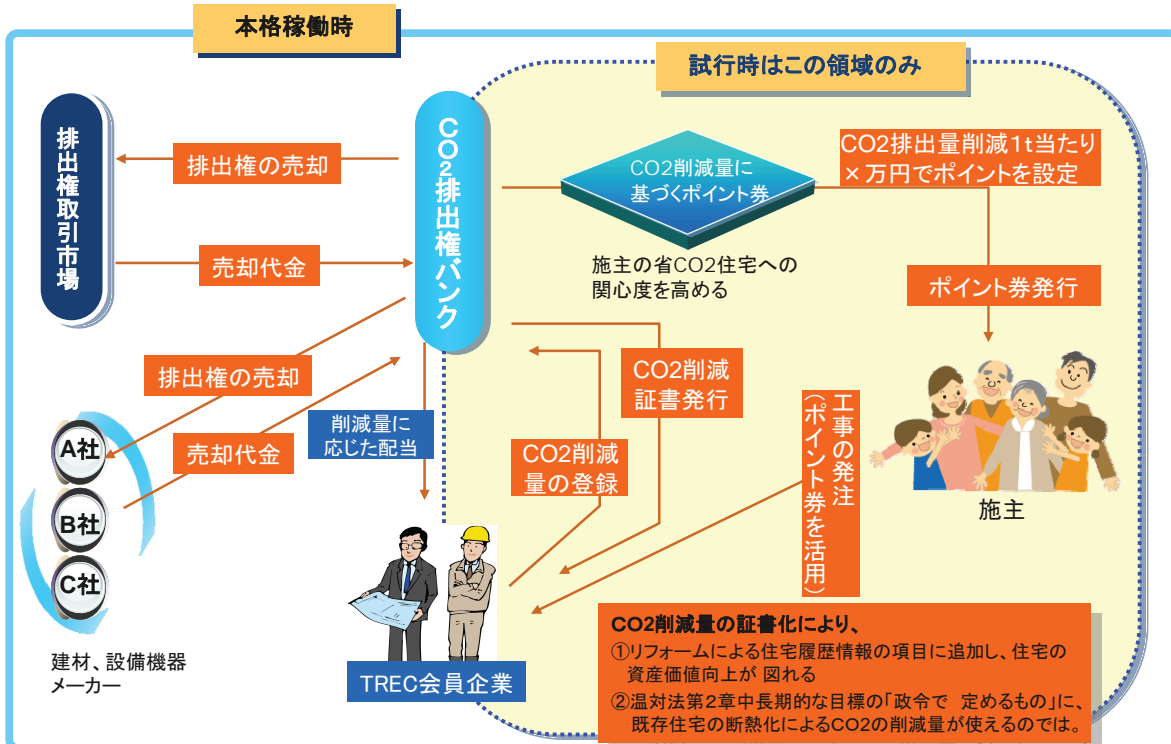 本格稼働時
試行時はこの領域のみ
排出権取引市場
排出権の売却
売却代金
CO2排出権バンク
CO2削減量に
基づくポイント券
施主の省CO2住宅への
関心度を高める
CO2排出量削減1t当たり
×万円でポイントを設定
ポイント券発行
施主
排出権の売却
売却代金
A社
B社
C社
建材、設備機器
メーカー
削減量に
応じた配当
CO2削減
証書発行
CO2削減
量の登録
工事の発注
(ポイント券を活用)
TREC会員企業
CO2削減量の証書化により、
①リフォームによる住宅履歴情報の項目に追加し、住宅の
資産価値向上が 図れる
②温対法第2章中長期的な目標の「政令で 定めるもの」に、
既存住宅の断熱化によるCO2の削減量が使えるのでは。